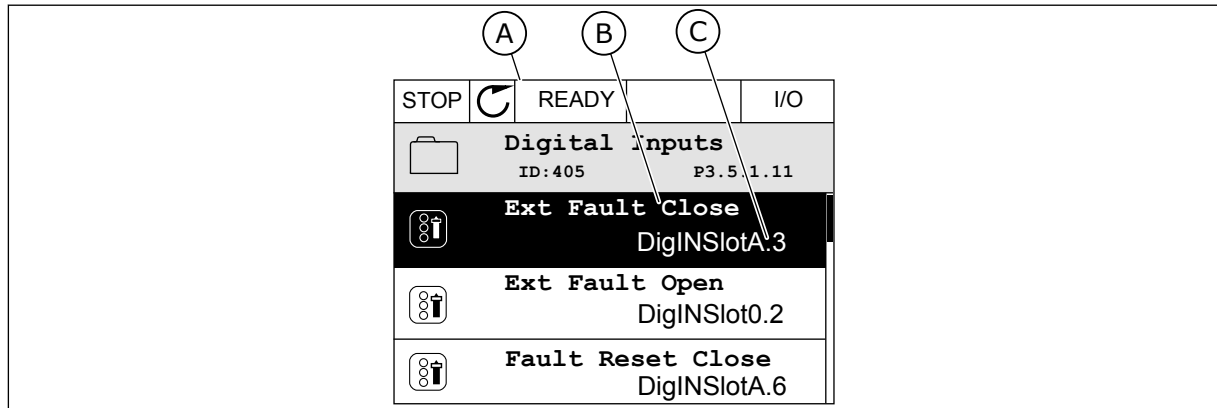 A B C
STOP READY I/O
Digital Inputs
ID:405 P3.5.1.11
Ext Fault Close
DigINSlotA.3
Ext Fault Open
DigINSlot0.2
Fault Reset Close
DigINSlotA.6